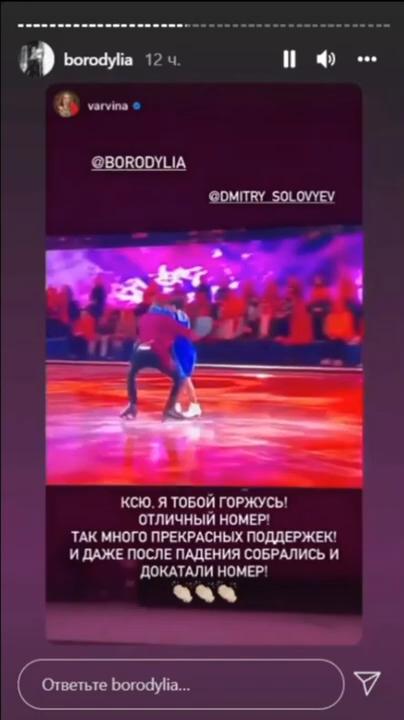 borodylia 12 ч.
varvina
@BORODYLIA
@DMITRY_SOLOVYEV
КСЮ, Я ТОБОЙ ГОРЖУСЬ!
ОТЛИЧНЫЙ НОМЕР!
ТАК МНОГО ПРЕКРАСНЫХ ПОДДЕРЖЕК!
И ДАЖЕ ПОСЛЕ ПАДЕНИЯ СОБРАЛИСЬ И
ДОКАТАЛИ НОМЕР!
👏🏻👏🏻👏🏻
Ответьте borodylia...